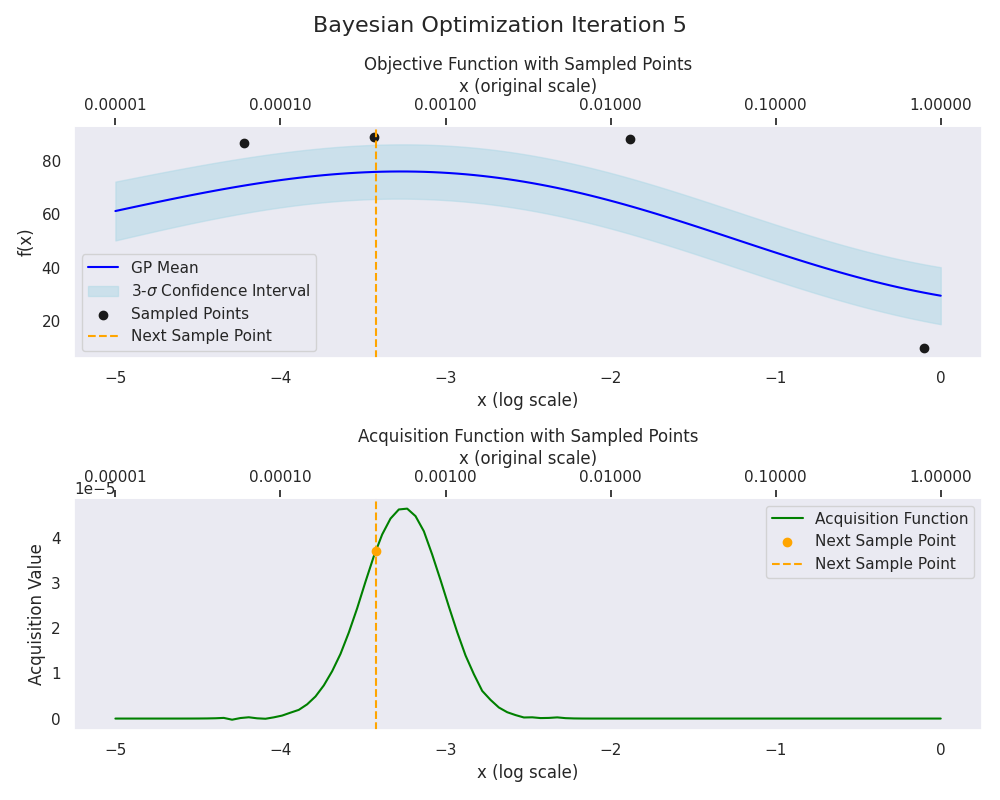 Bayesian Optimization Iteration 5
Objective Function with Sampled Points
x (original scale)
0.00001 0.00010 0.00100 0.01000 0.10000 1.00000
80
60
40
20
f(x)
GP Mean
3-σ Confidence Interval
Sampled Points
Next Sample Point
−5 −4 −3 −2 −1 0
x (log scale)
Acquisition Function with Sampled Points
x (original scale)
0.00001 0.00010 0.00100 0.01000 0.10000 1.00000
1e−5
Acquisition Function
Next Sample Point
Next Sample Point
4
3
2
1
0
Acquisition Value
−5 −4 −3 −2 −1 0
x (log scale)